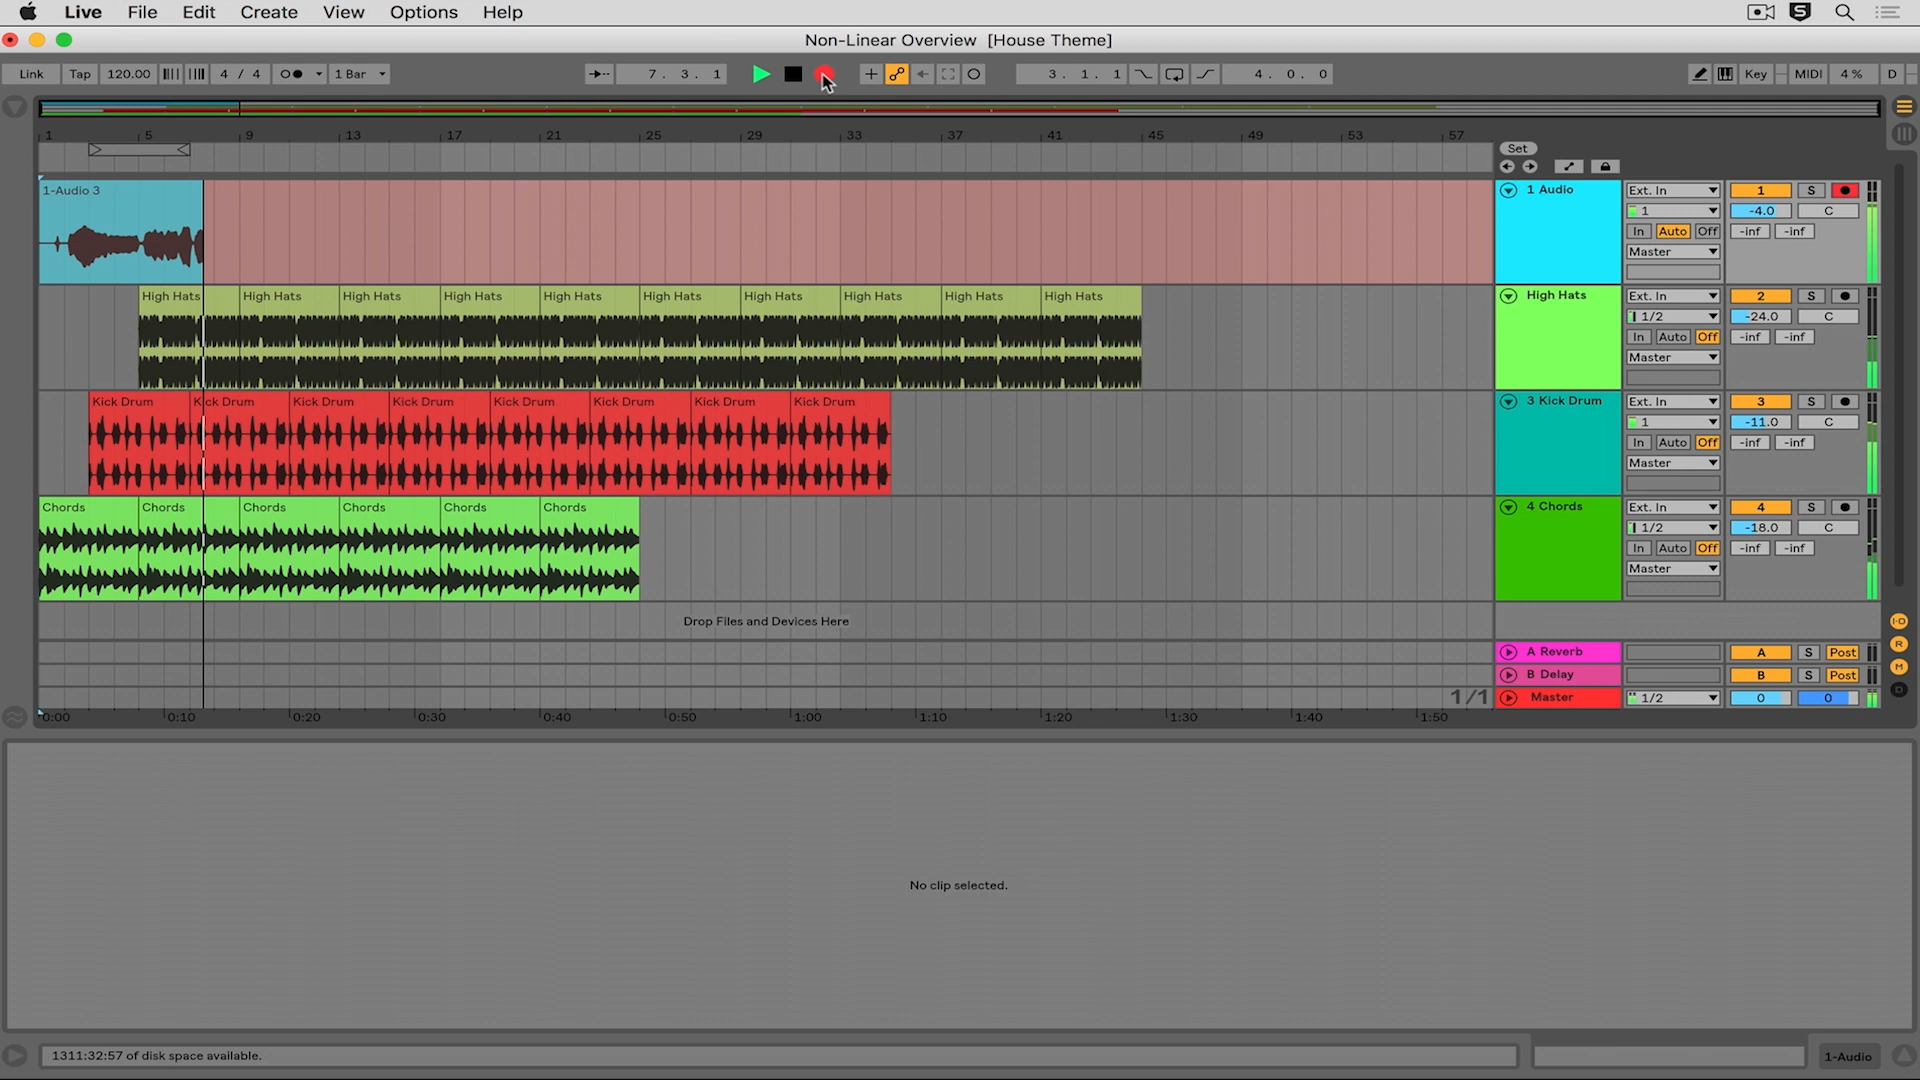 Live File Edit Create View Options Help
Non-Linear Overview [House Theme]
Link Tap 120.00 4 / 4 1 Bar 7. 3. 1 3. 1. 1 4. 0. 0 Key MIDI 4 % D
1 5 9 13 17 21 25 29 33 37 41 45 49 53 57
Set
1-Audio 3
1 Audio Ext. In 1 S
1 -4.0 C
In Auto Off -inf -inf
Master
High Hats High Hats High Hats High Hats High Hats High Hats High Hats High Hats High Hats High Hats
High Hats Ext. In 2 S
1/2 -24.0 C
In Auto Off -inf -inf
Master
Kick Drum Kick Drum Kick Drum Kick Drum Kick Drum Kick Drum Kick Drum Kick Drum
3 Kick Drum Ext. In 3 S
1 -11.0 C
In Auto Off -inf -inf
Master
Chords Chords Chords Chords Chords Chords
4 Chords Ext. In 4 S
1/2 -18.0 C
In Auto Off -inf -inf
Master
Drop Files and Devices Here
I·O
R
M
D
A Reverb A S Post
B Delay B S Post
1/1 Master 1/2 0 0
0:00 0:10 0:20 0:30 0:40 0:50 1:00 1:10 1:20 1:30 1:40 1:50
No clip selected.
1311:32:57 of disk space available.
1-Audio